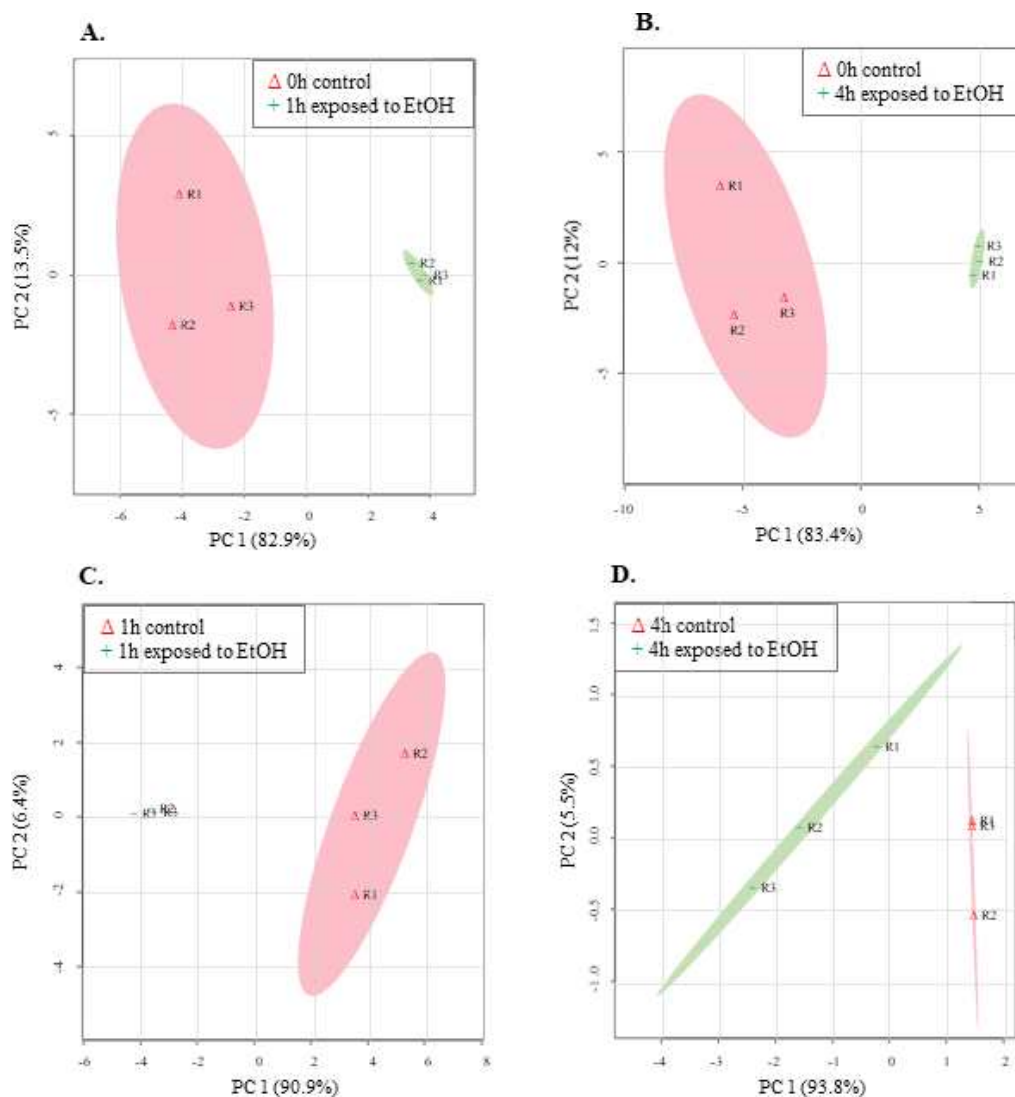 A.
Δ 0h control
+ 1h exposed to EtOH
5
0
-5
PC 2 (13.5%)
Δ R1
Δ R2
Δ R3
R2
R3
R1
-6 -4 -2 0 2 4
PC 1 (82.9%)
B.
Δ 0h control
+ 4h exposed to EtOH
5
0
-5
PC 2 (12%)
R1
R2
R3
R3
R2
R1
-10 -5 0 5
PC 1 (83.4%)
C.
Δ 1h control
+ 1h exposed to EtOH
4
2
0
-2
-4
PC 2 (6.4%)
R2
R3
R2
R3
-6 -4 -2 0 2 4 6 8
PC 1 (90.9%)
D.
Δ 4h control
+ 4h exposed to EtOH
1.5
1.0
0.5
0.0
-0.5
-1.0
PC 2 (5.5%)
R1
R2
R3
R3
R2
-4 -3 -2 -1 0 1 2
PC 1 (93.8%)